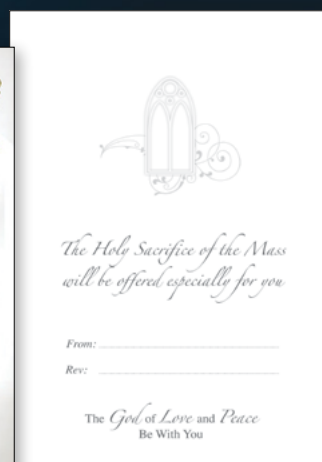 The Holy Sacrifice of the Mass
will be offered especially for you
From:
Rev:
The God of Love and Peace
Be With You